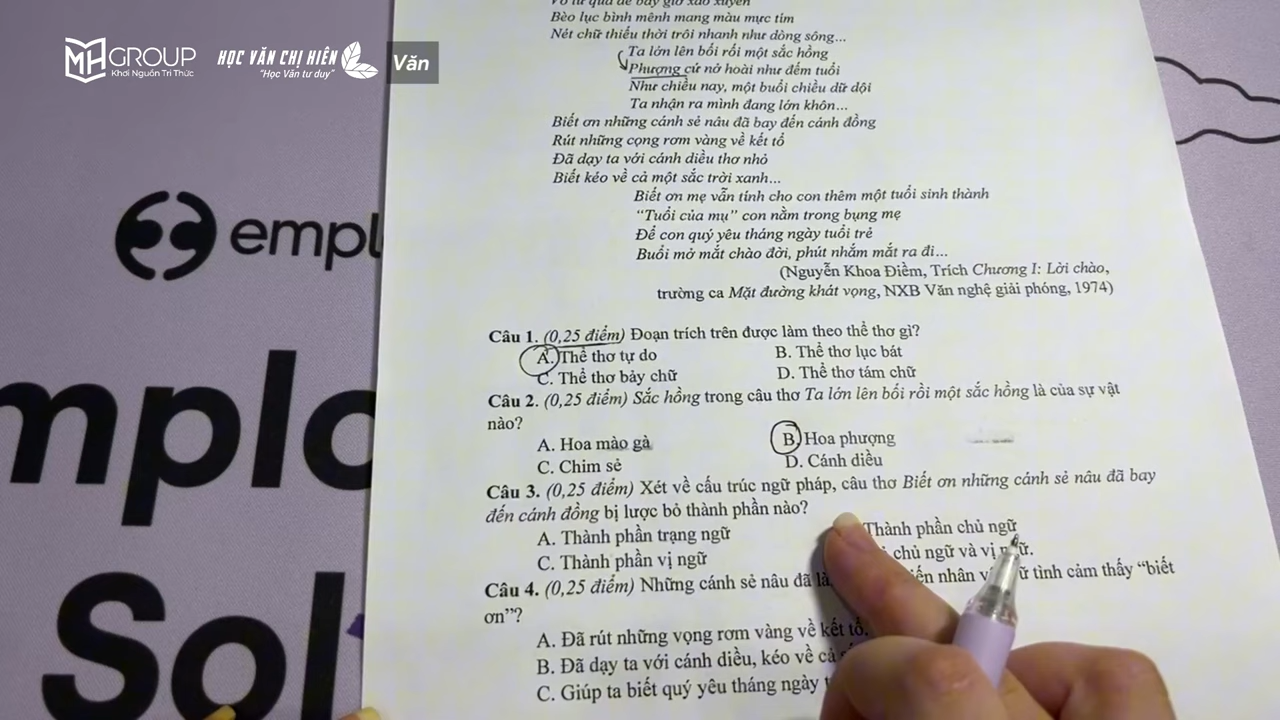 MH GROUP
Khơi Nguồn Tri Thức
HỌC VĂN CHỊ HIÊN
"Học Văn tư duy"
Văn
empl
mplo
Sol
Bèo lục bình mênh mang màu mực tím
Nét chữ thiếu thời trôi nhanh như dòng sông...
Ta lớn lên bối rối một sắc hồng
Phượng cứ nở hoài như đếm tuổi
Như chiều nay, một buổi chiều dữ dội
Ta nhận ra mình đang lớn khôn...
Biết ơn những cánh sẻ nâu đã bay đến cánh đồng
Rút những cọng rơm vàng về kết tổ
Đã dạy ta với cánh diều thơ nhỏ
Biết kéo về cả một sắc trời xanh...
Biết ơn mẹ vẫn tính cho con thêm một tuổi sinh thành
"Tuổi của mụ" con nằm trong bụng mẹ
Để con quý yêu tháng ngày tuổi trẻ
Buổi mở mắt chào đời, phút nhắm mắt ra đi...
(Nguyễn Khoa Điềm, Trích Chương I: Lời chào,
trường ca Mặt đường khát vọng, NXB Văn nghệ giải phóng, 1974)
Câu 1. (0,25 điểm) Đoạn trích trên được làm theo thể thơ gì?
A. Thể thơ tự do B. Thể thơ lục bát
C. Thể thơ bảy chữ D. Thể thơ tám chữ
Câu 2. (0,25 điểm) Sắc hồng trong câu thơ Ta lớn lên bối rồi một sắc hồng là của sự vật
nào?
A. Hoa mào gà B. Hoa phượng
C. Chim sẻ D. Cánh diều
Câu 3. (0,25 điểm) Xét về cấu trúc ngữ pháp, câu thơ Biết ơn những cánh sẻ nâu đã bay
đến cánh đồng bị lược bỏ thành phần nào?
A. Thành phần trạng ngữ Thành phần chủ ngữ
C. Thành phần vị ngữ chủ ngữ và vị ngữ.
Câu 4. (0,25 điểm) Những cánh sẻ nâu đã nhân tình cảm thấy "biết
ơn"?
A. Đã rút những vọng rơm vàng về kết tổ.
B. Đã dạy ta với cánh diều, kéo về cả
C. Giúp ta biết quý yêu tháng ngày